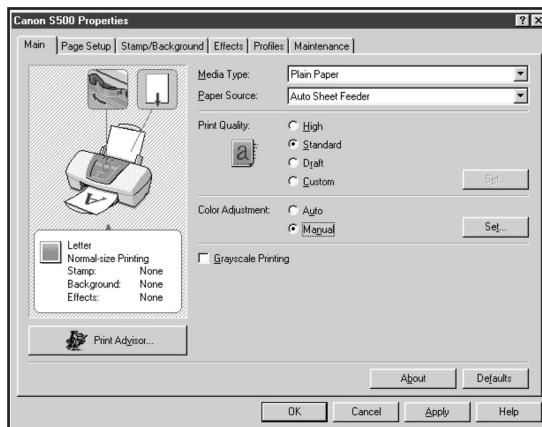 Canon S500 Properties
Main Page Setup Stamp/Background Effects Profiles Maintenance
Media Type: Plain Paper
Paper Source: Auto Sheet Feeder
Print Quality: High
Standard
Draft
Custom Set...
Color Adjustment: Auto
Manual Set...
Grayscale Printing
Letter
Normal-size Printing
Stamp: None
Background: None
Effects: None
Print Advisor...
About Defaults
OK Cancel Apply Help